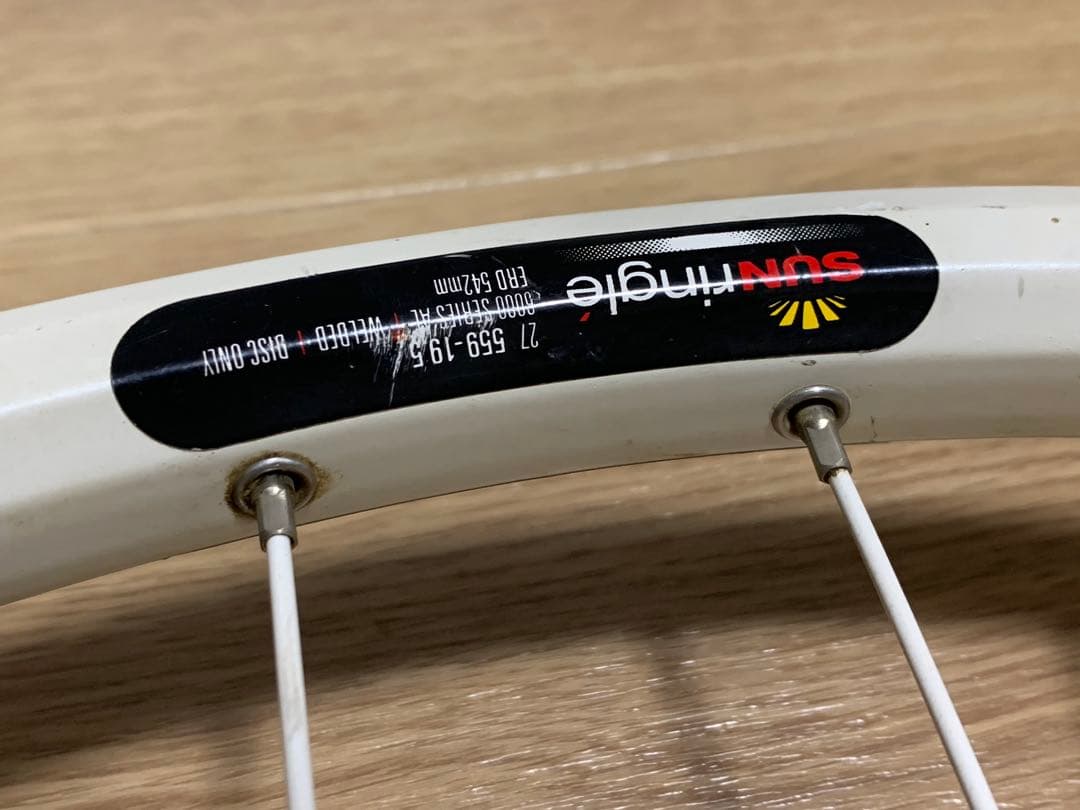 SUNringlé
27 559-19.5
6000 SERIES AL | WELDED | DISC ONLY
ERD 542mm